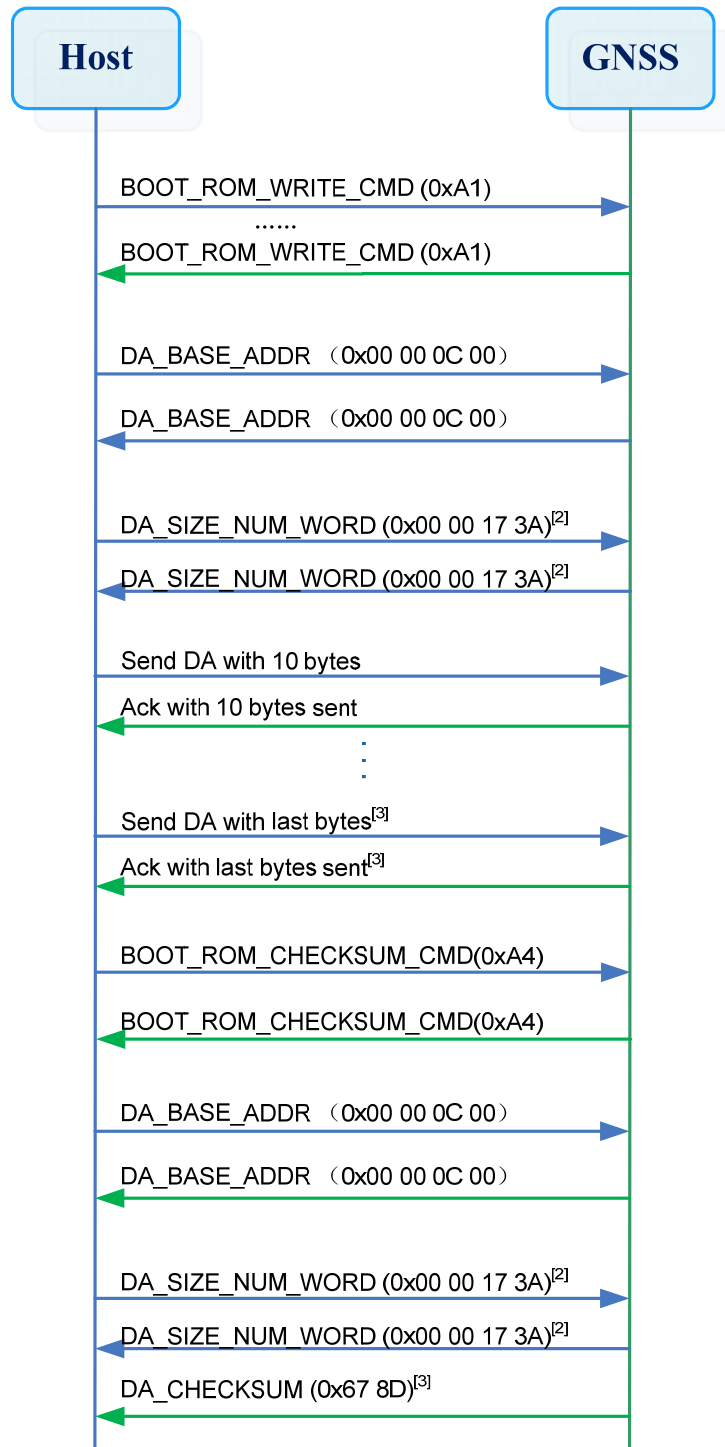 Host
GNSS
BOOT_ROM_WRITE_CMD (0xA1)
......
BOOT_ROM_WRITE_CMD (0xA1)
DA_BASE_ADDR （0x00 00 0C 00）
DA_BASE_ADDR （0x00 00 0C 00）
DA_SIZE_NUM_WORD (0x00 00 17 3A)[2]
DA_SIZE_NUM_WORD (0x00 00 17 3A)[2]
Send DA with 10 bytes
Ack with 10 bytes sent
Send DA with last bytes[3]
Ack with last bytes sent[3]
BOOT_ROM_CHECKSUM_CMD(0xA4)
BOOT_ROM_CHECKSUM_CMD(0xA4)
DA_BASE_ADDR （0x00 00 0C 00）
DA_BASE_ADDR （0x00 00 0C 00）
DA_SIZE_NUM_WORD (0x00 00 17 3A)[2]
DA_SIZE_NUM_WORD (0x00 00 17 3A)[2]
DA_CHECKSUM (0x67 8D)[3]